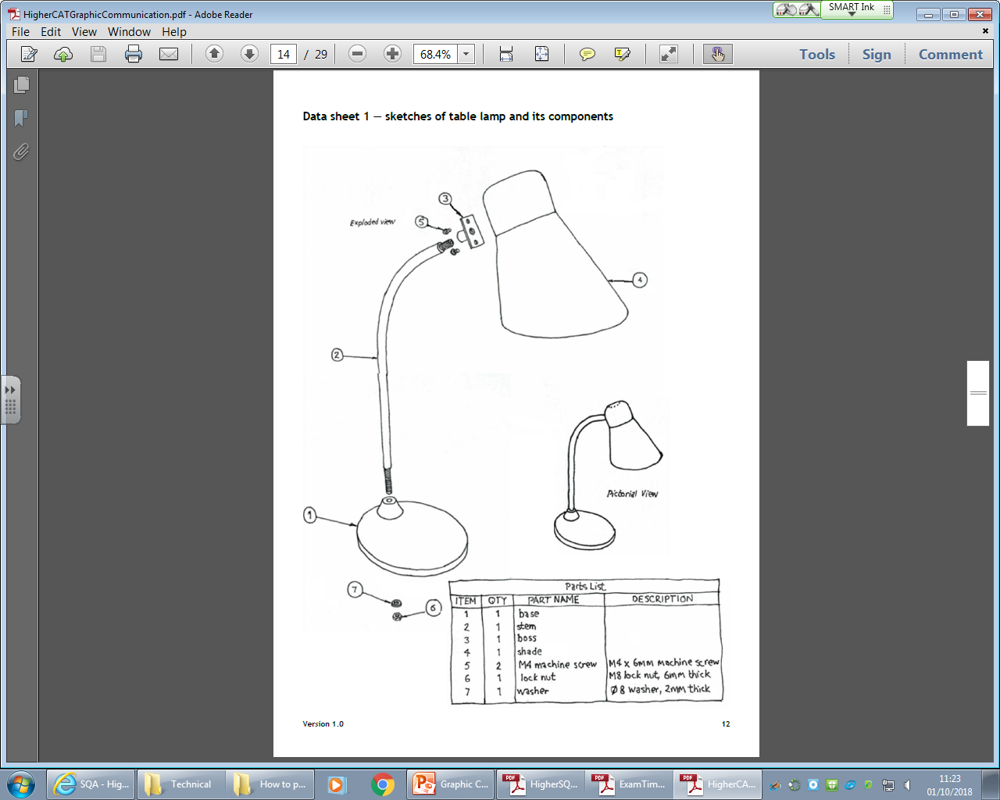 HigherCATGraphicCommunication.pdf - Adobe Reader
SMART Ink
File Edit View Window Help
14 / 29 68.4% Tools Sign Comment
Data sheet 1 — sketches of table lamp and its components
Exploded view
3
5
4
2
1
7
6
Pictorial View
Parts List
ITEM QTY PART NAME DESCRIPTION
1 1 base
2 1 stem
3 1 boss
4 1 shade
5 2 M4 machine screw M4 x 6mm machine screw
6 1 lock nut M8 lock nut, 6mm thick
7 1 washer Ø 8 washer, 2mm thick
Version 1.0 12
SQA - Hig... Technical How to p... Graphic C... HigherSQ... ExamTim... HigherCA... 11:23
01/10/2018